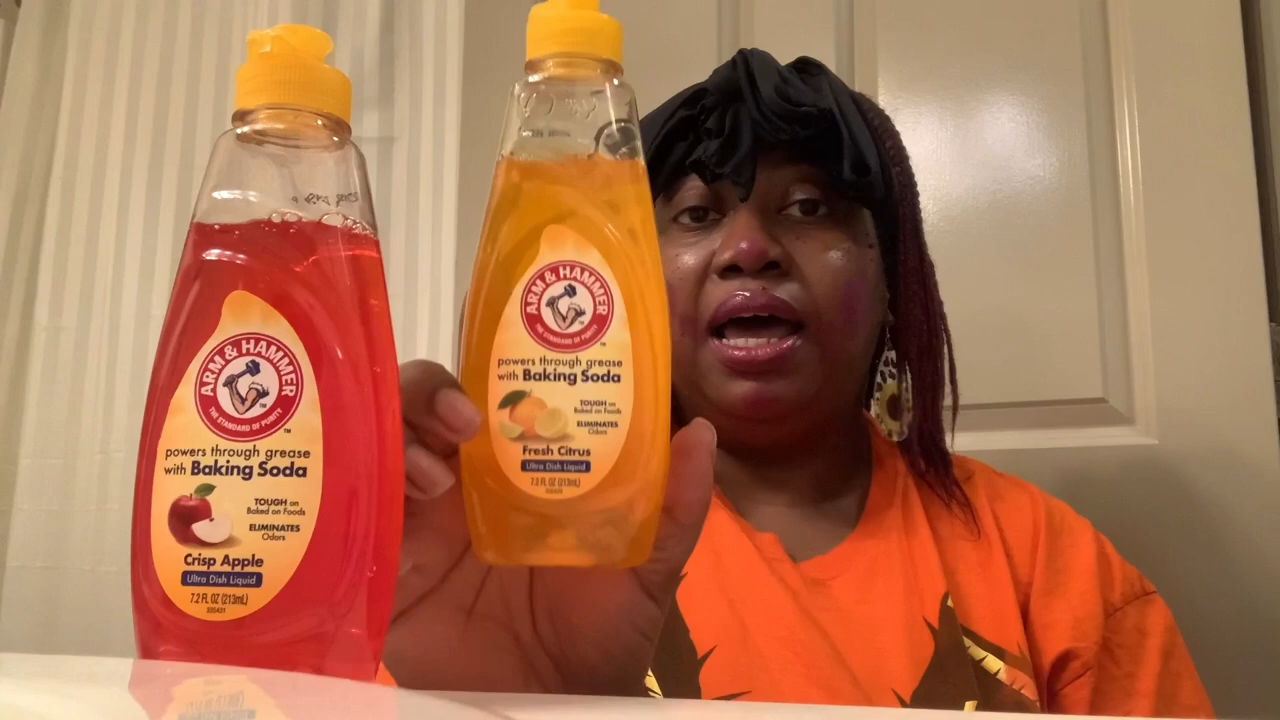 ARM & HAMMER
THE STANDARD OF PURITY
TM
powers through grease
with Baking Soda
TOUGH on
Baked on Foods
ELIMINATES
Odors
Crisp Apple
Ultra Dish Liquid
7.2 FL OZ (213mL)
ARM & HAMMER
THE STANDARD OF PURITY
TM
powers through grease
with Baking Soda
TOUGH on
Baked on Foods
ELIMINATES
Odors
Fresh Citrus
Ultra Dish Liquid
7.2 FL OZ (213mL)